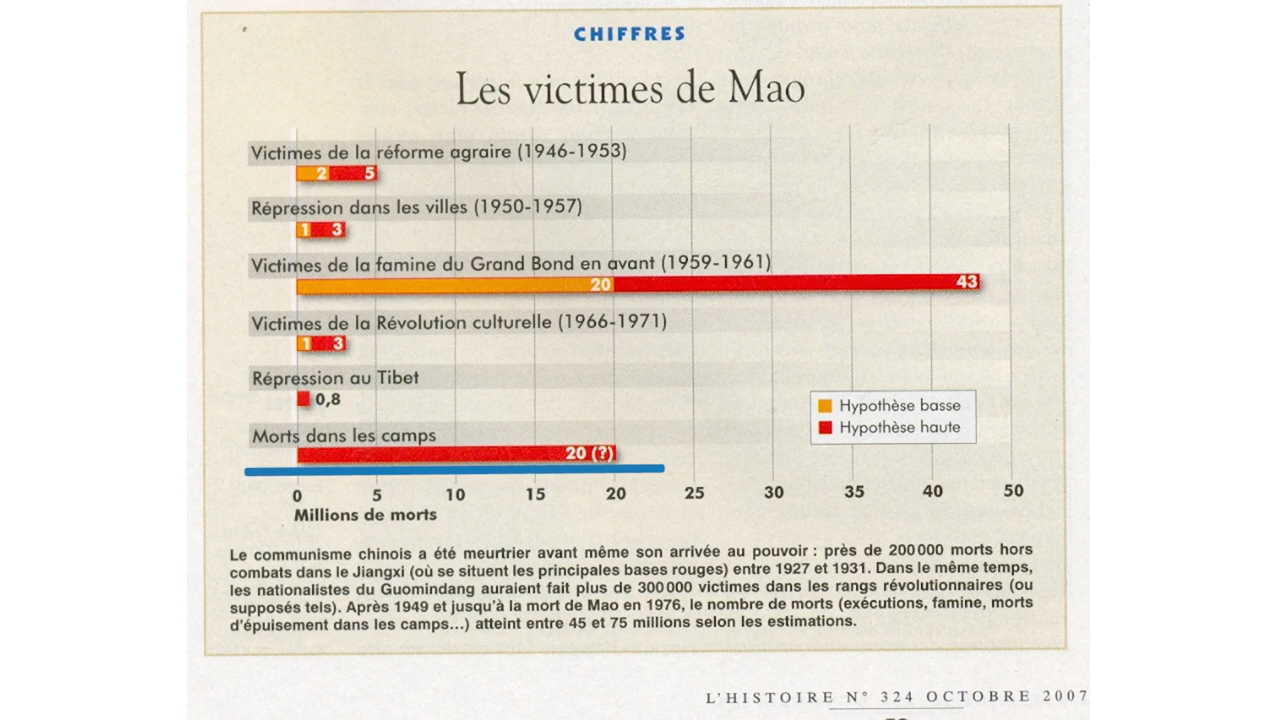 CHIFFRES
Les victimes de Mao
Victimes de la réforme agraire (1946-1953)
2 5
Répression dans les villes (1950-1957)
1 3
Victimes de la famine du Grand Bond en avant (1959-1961)
20 43
Victimes de la Révolution culturelle (1966-1971)
1 3
Répression au Tibet
0,8
Hypothèse basse
Hypothèse haute
Morts dans les camps
20 (?)
0 5 10 15 20 25 30 35 40 50
Millions de morts
Le communisme chinois a été meurtrier avant même son arrivée au pouvoir : près de 200 000 morts hors
combats dans le Jiangxi (où se situent les principales bases rouges) entre 1927 et 1931. Dans le même temps,
les nationalistes du Guomindang auraient fait plus de 300 000 victimes dans les rangs révolutionnaires (ou
supposés tels). Après 1949 et jusqu'à la mort de Mao en 1976, le nombre de morts (exécutions, famine, morts
d'épuisement dans les camps...) atteint entre 45 et 75 millions selon les estimations.
L'HISTOIRE N° 324 OCTOBRE 2007